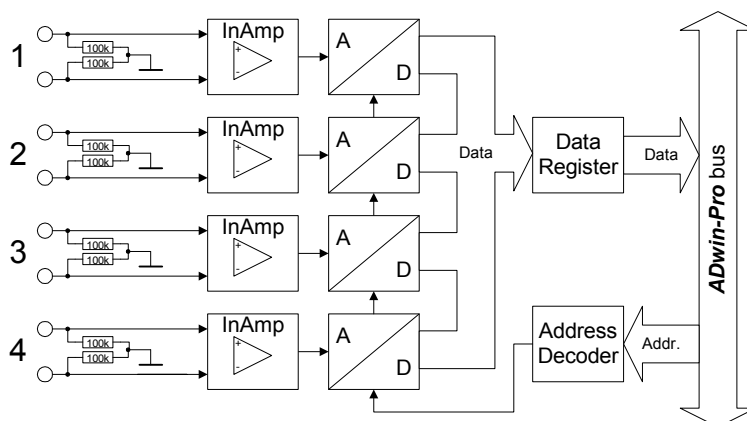 1
100k
100k
InAmp
+
-
A
D
2
100k
100k
InAmp
+
-
A
D
3
100k
100k
InAmp
+
-
A
D
4
100k
100k
InAmp
+
-
A
D
Data
Data
Register
Data
Address
Decoder
Addr.
ADwin-Pro bus